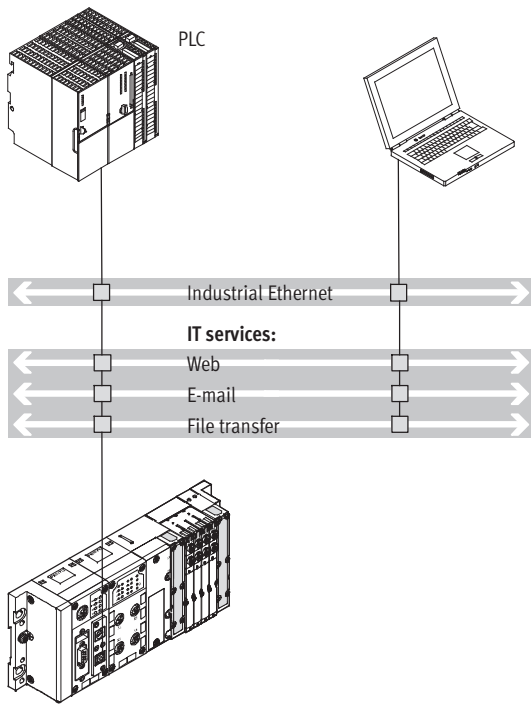 PLC
Industrial Ethernet
IT services:
Web
E-mail
File transfer